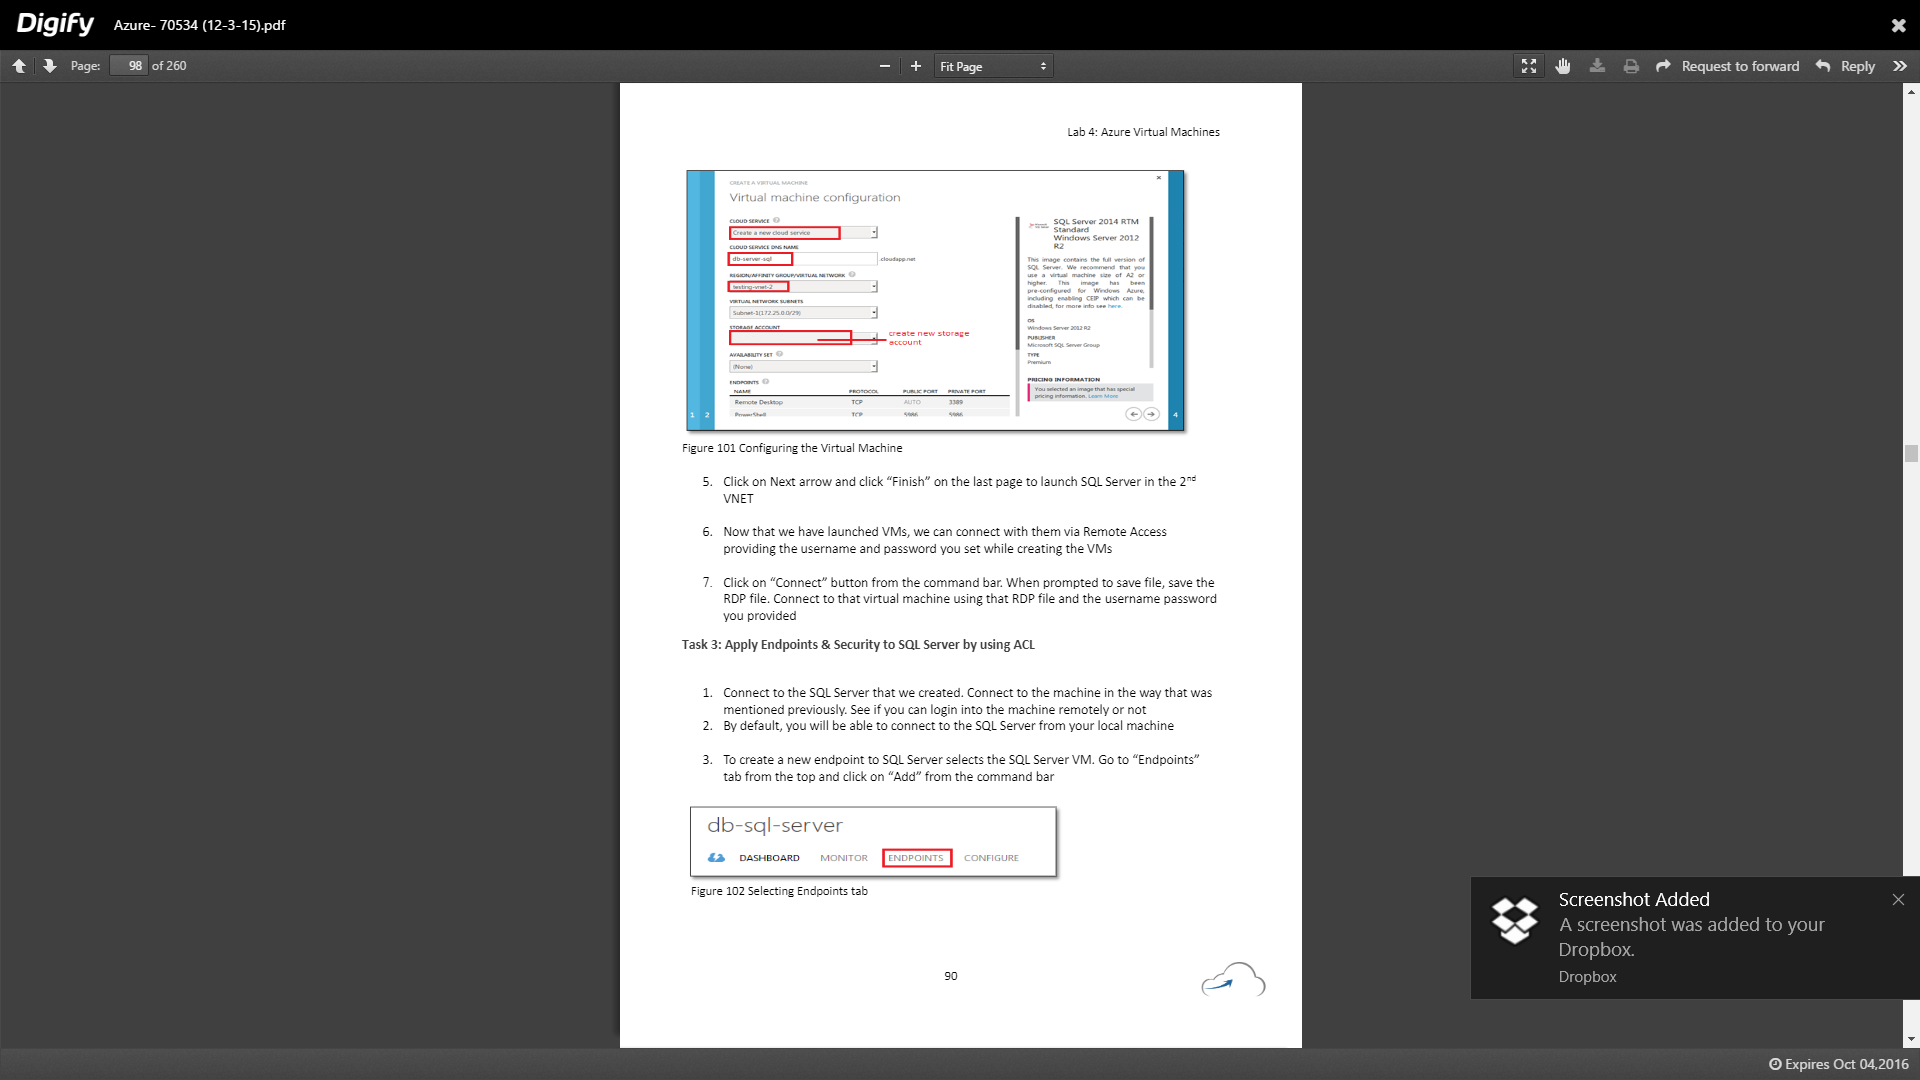 Digify Azure- 70534 (12-3-15).pdf
Page: 98 of 260
Fit Page
Request to forward Reply
Lab 4: Azure Virtual Machines
CREATE A VIRTUAL MACHINE
Virtual machine configuration
CLOUD SERVICE
Create a new cloud service
CLOUD SERVICE DNS NAME
db-server-sql .cloudapp.net
REGION/AFFINITY GROUP/VIRTUAL NETWORK
testing-vnet-2
VIRTUAL NETWORK SUBNETS
Subnet-1(172.25.0.0/29)
STORAGE ACCOUNT
create new storage
account
AVAILABILITY SET
(None)
ENDPOINTS
NAME PROTOCOL PUBLIC PORT PRIVATE PORT
Remote Desktop TCP AUTO 3389
PowerShell TCP 5986 5986
1 2
SQL Server 2014 RTM
Standard
Windows Server 2012
R2
This image contains the full version of
SQL Server. We recommend that you
use a virtual machine size of A2 or
higher. This image has been
pre-configured for Windows Azure,
including enabling CEIP which can be
disabled, for more info see here.
OS
Windows Server 2012 R2
PUBLISHER
Microsoft SQL Server Group
TYPE
Premium
PRICING INFORMATION
You selected an image that has special
pricing information. Learn More
4
Figure 101 Configuring the Virtual Machine
5. Click on Next arrow and click “Finish” on the last page to launch SQL Server in the 2nd
VNET
6. Now that we have launched VMs, we can connect with them via Remote Access
providing the username and password you set while creating the VMs
7. Click on “Connect” button from the command bar. When prompted to save file, save the
RDP file. Connect to that virtual machine using that RDP file and the username password
you provided
Task 3: Apply Endpoints & Security to SQL Server by using ACL
1. Connect to the SQL Server that we created. Connect to the machine in the way that was
mentioned previously. See if you can login into the machine remotely or not
2. By default, you will be able to connect to the SQL Server from your local machine
3. To create a new endpoint to SQL Server selects the SQL Server VM. Go to “Endpoints”
tab from the top and click on “Add” from the command bar
db-sql-server
DASHBOARD MONITOR ENDPOINTS CONFIGURE
Figure 102 Selecting Endpoints tab
90
Screenshot Added
A screenshot was added to your
Dropbox.
Dropbox
Expires Oct 04,2016